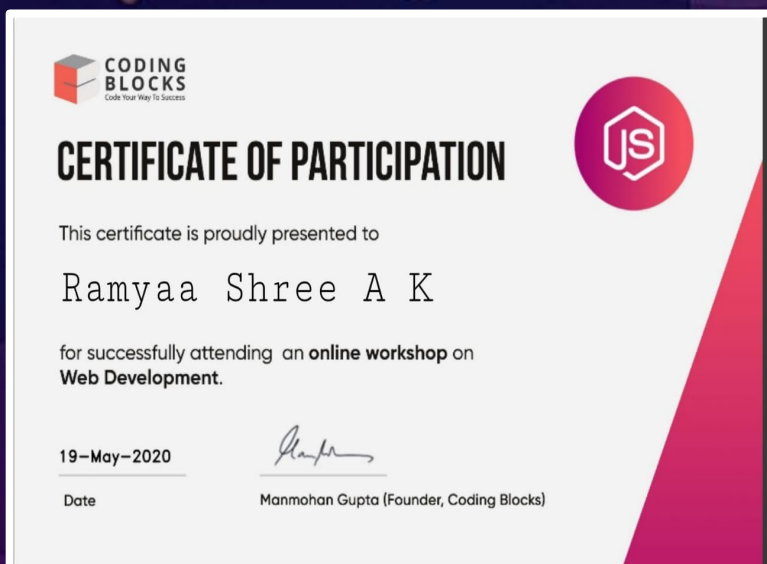 CODING
BLOCKS
Code Your Way To Success
JS
CERTIFICATE OF PARTICIPATION
This certificate is proudly presented to
Ramyaa Shree A K
for successfully attending an online workshop on
Web Development.
19-May-2020
Date
Manmohan Gupta (Founder, Coding Blocks)